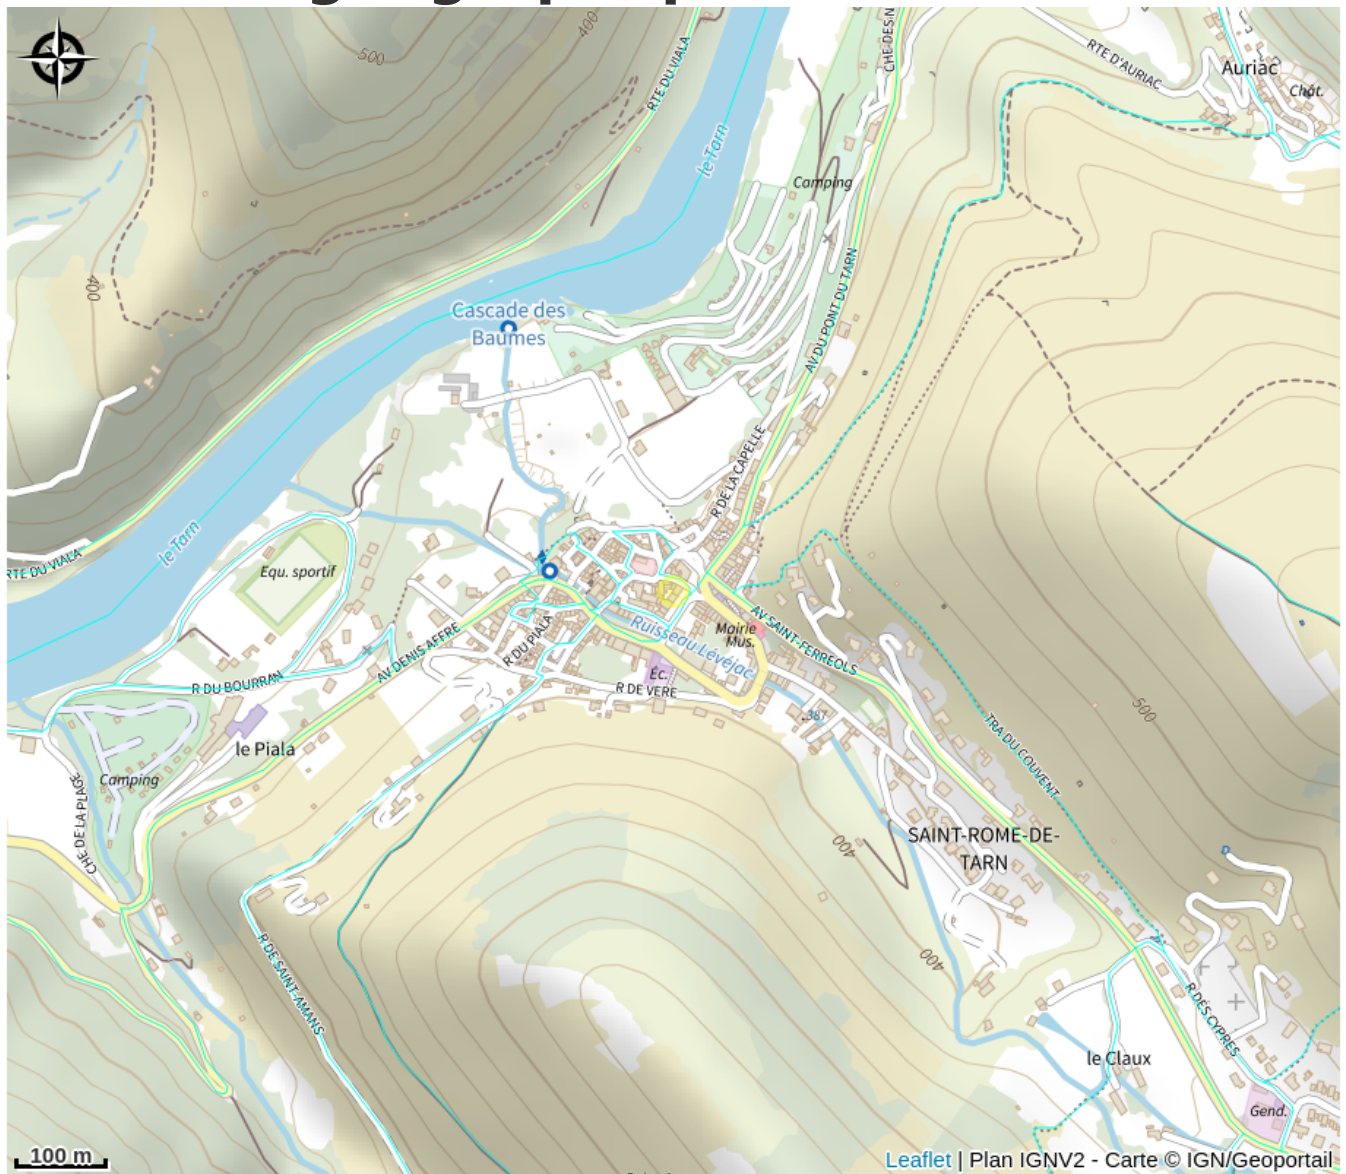 500
400
RTE DU VIALA
CHE DES N
RTE D'AURIAC
Auriac
Chât.
le Tarn
Camping
400
AV DU PONT DU TARN
Cascade des
Baumes
R DE LA CAPELLE
le Tarn
RTE DU VIALA
Equ. sportif
AV DENIS AFFRE
R DU PIALA
Ruisseau Lévéjac
Mairie
Mus.
AV SAINT-FERREOLS
Éc.
R DE VERE
R DU BOURRAN
387
500
TRA DU COUVENT
le Piala
Camping
CHE DE LA PLAGE
400
SAINT-ROME-DE-
TARN
400
R DE SAINT-AMANS
R DES CYPRES
le Claux
Gend.
100 m
Leaflet | Plan IGNV2 - Carte © IGN/Geoportail